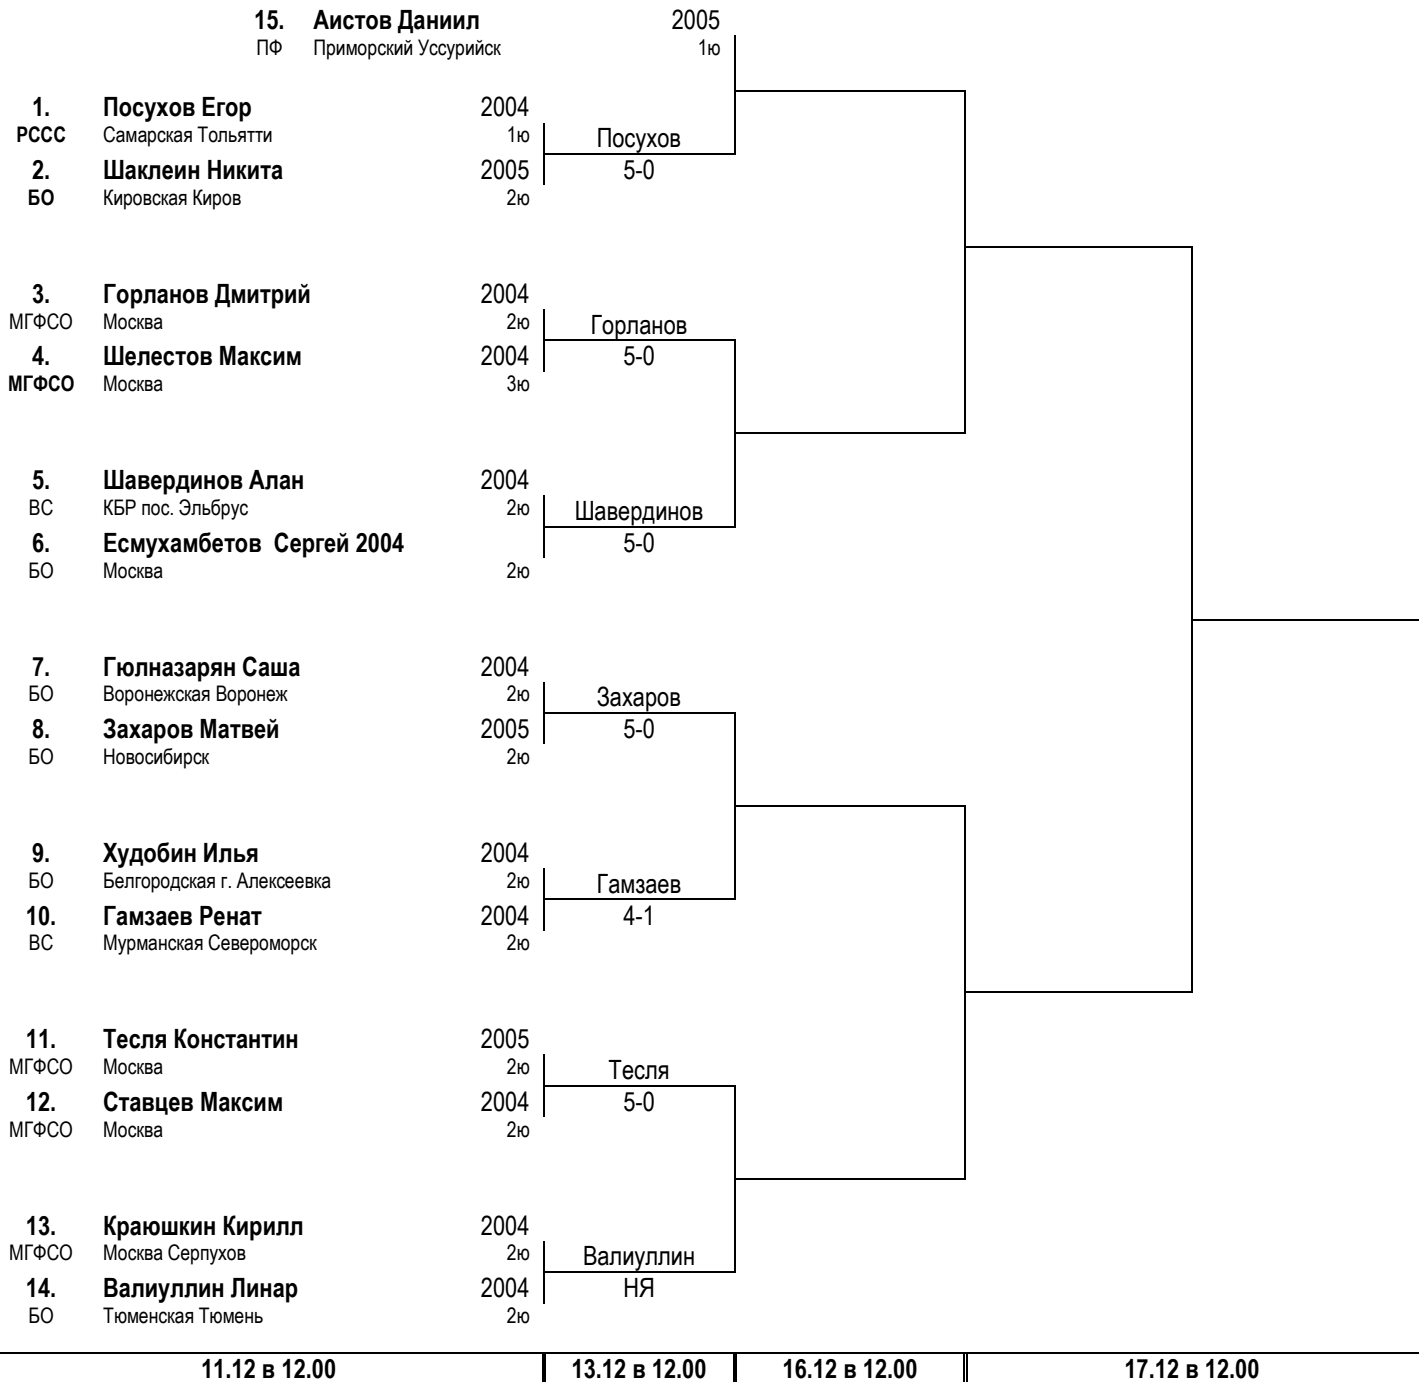 15. Аистов Даниил 2005
ПФ Приморский Уссурийск 1ю
1. Посухов Егор 2004
РССС Самарская Тольятти 1ю Посухов
2. Шаклеин Никита 2005 5-0
БО Кировская Киров 2ю
3. Горланов Дмитрий 2004
МГФСО Москва 2ю Горланов
4. Шелестов Максим 2004 5-0
МГФСО Москва 3ю
5. Шавердинов Алан 2004
ВС КБР пос. Эльбрус 2ю Шавердинов
6. Есмухамбетов Сергей 2004 5-0
БО Москва 2ю
7. Гюлназарян Саша 2004
БО Воронежская Воронеж 2ю Захаров
8. Захаров Матвей 2005 5-0
БО Новосибирск 2ю
9. Худобин Илья 2004
БО Белгородская г. Алексеевка 2ю Гамзаев
10. Гамзаев Ренат 2004 4-1
ВС Мурманская Североморск 2ю
11. Тесля Константин 2005
МГФСО Москва 2ю Тесля
12. Ставцев Максим 2004 5-0
МГФСО Москва 2ю
13. Краюшкин Кирилл 2004
МГФСО Москва Серпухов 2ю Валиуллин
14. Валиуллин Линар 2004 НЯ
БО Тюменская Тюмень 2ю
11.12 в 12.00 13.12 в 12.00 16.12 в 12.00 17.12 в 12.00